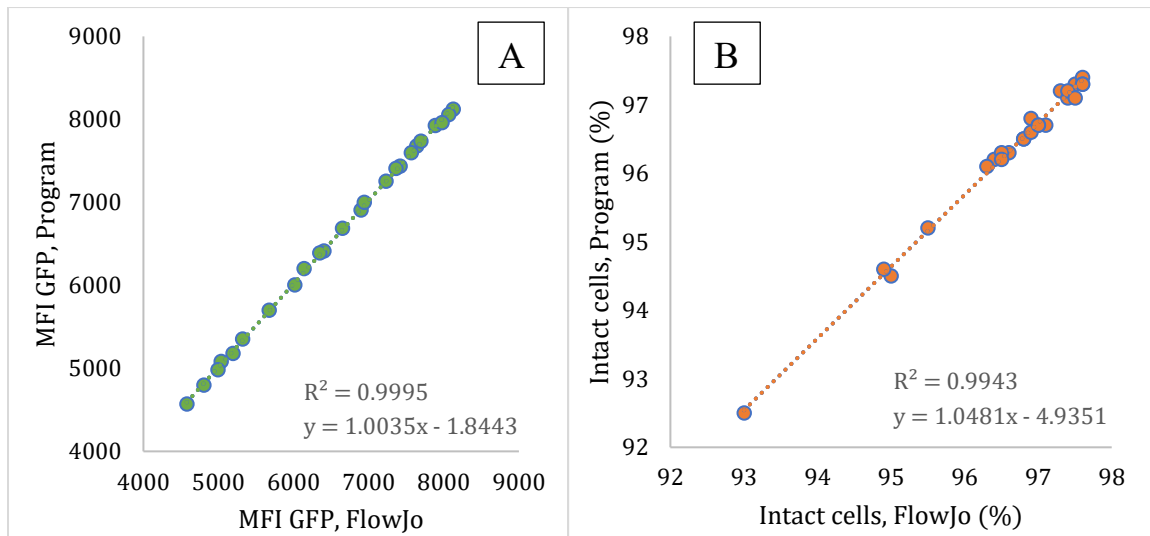 A
MFI GFP, Program
9000
8000
7000
6000
5000
4000
R² = 0.9995
y = 1.0035x - 1.8443
4000 5000 6000 7000 8000 9000
MFI GFP, FlowJo
B
Intact cells, Program (%)
98
97
96
95
94
93
92
R² = 0.9943
y = 1.0481x - 4.9351
92 93 94 95 96 97 98
Intact cells, FlowJo (%)